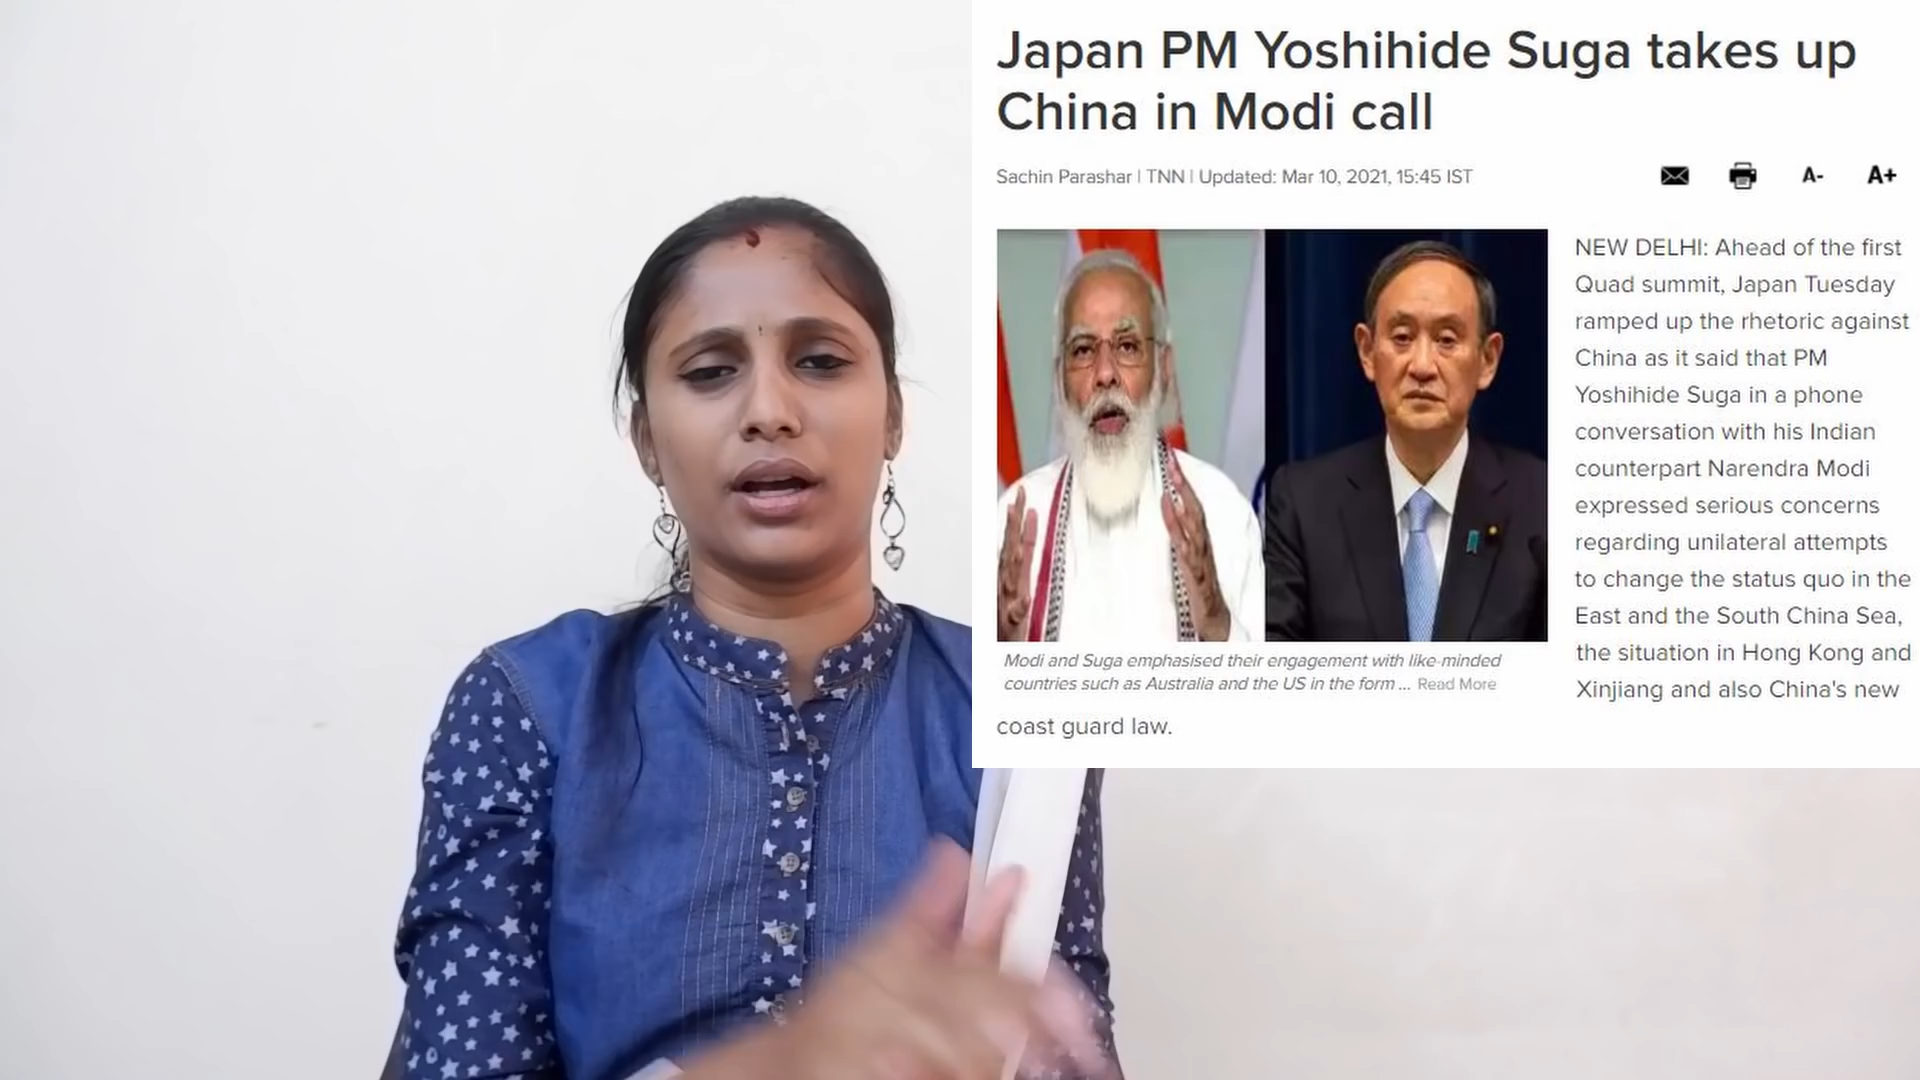 Japan PM Yoshihide Suga takes up
China in Modi call
Sachin Parashar | TNN | Updated: Mar 10, 2021, 15:45 IST
A-
A+
NEW DELHI: Ahead of the first
Quad summit, Japan Tuesday
ramped up the rhetoric against
China as it said that PM
Yoshihide Suga in a phone
conversation with his Indian
counterpart Narendra Modi
expressed serious concerns
regarding unilateral attempts
to change the status quo in the
East and the South China Sea,
the situation in Hong Kong and
Xinjiang and also China's new
coast guard law.
Modi and Suga emphasised their engagement with like-minded
countries such as Australia and the US in the form ... Read More